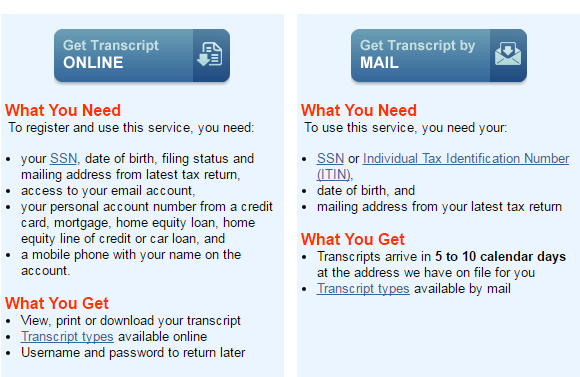 Get Transcript
ONLINE
What You Need
To register and use this service, you need:
• your SSN, date of birth, filing status and
mailing address from latest tax return,
• access to your email account,
• your personal account number from a credit
card, mortgage, home equity loan, home
equity line of credit or car loan, and
• a mobile phone with your name on the
account.
What You Get
• View, print or download your transcript
• Transcript types available online
• Username and password to return later
Get Transcript by
MAIL
What You Need
To use this service, you need your:
• SSN or Individual Tax Identification Number
(ITIN),
• date of birth, and
• mailing address from your latest tax return
What You Get
• Transcripts arrive in 5 to 10 calendar days
at the address we have on file for you
• Transcript types available by mail